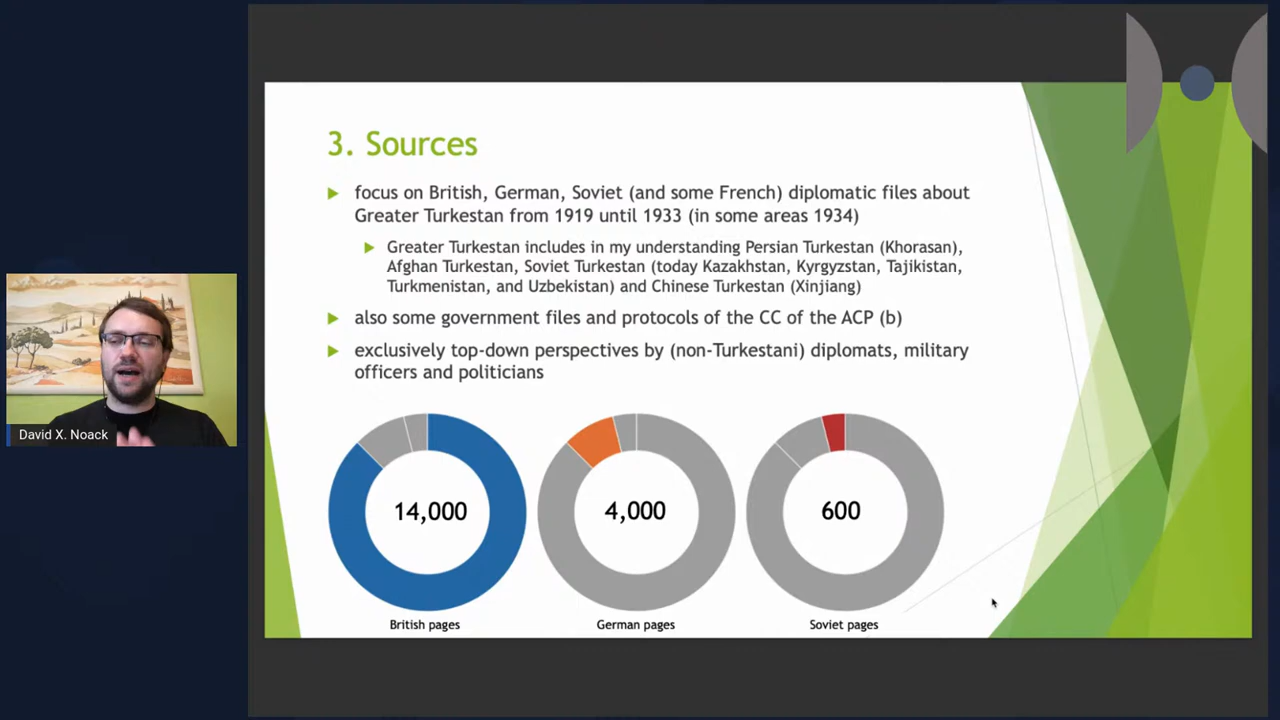 3. Sources
focus on British, German, Soviet (and some French) diplomatic files about
Greater Turkestan from 1919 until 1933 (in some areas 1934)
Greater Turkestan includes in my understanding Persian Turkestan (Khorasan),
Afghan Turkestan, Soviet Turkestan (today Kazakhstan, Kyrgyzstan, Tajikistan,
Turkmenistan, and Uzbekistan) and Chinese Turkestan (Xinjiang)
also some government files and protocols of the CC of the ACP (b)
exclusively top-down perspectives by (non-Turkestani) diplomats, military
officers and politicians
David X. Noack
14,000
4,000
600
British pages
German pages
Soviet pages